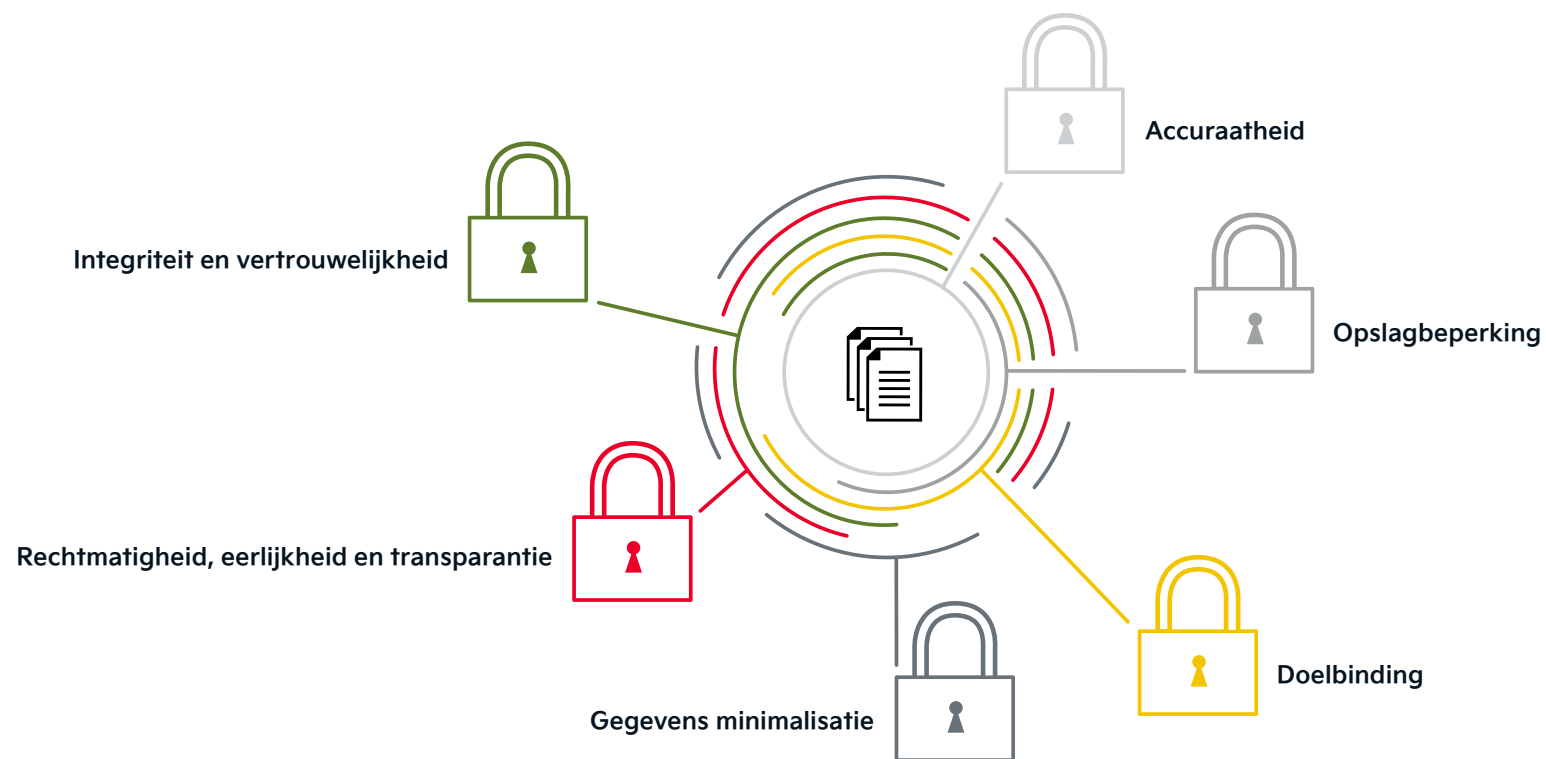 Accuraatheid
Integriteit en vertrouwelijkheid
Opslagbeperking
Rechtmatigheid, eerlijkheid en transparantie
Doelbinding
Gegevens minimalisatie